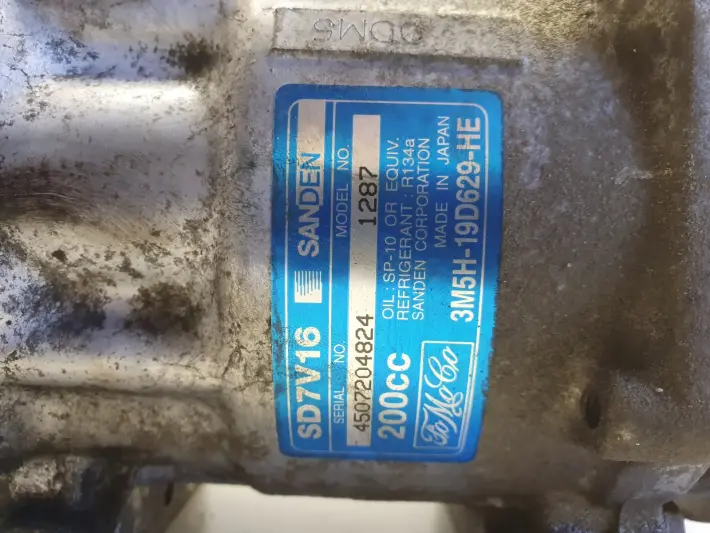 SD7V16 SANDEN
SERIAL NO. MODEL NO.
4507204824 1287
200CC
OIL : SP-10 OR EQUIV.
REFRIGERANT : R134a
SANDEN CORPORATION
MADE IN JAPAN
FoMoCo
3M5H-19D629-HE
DDMS